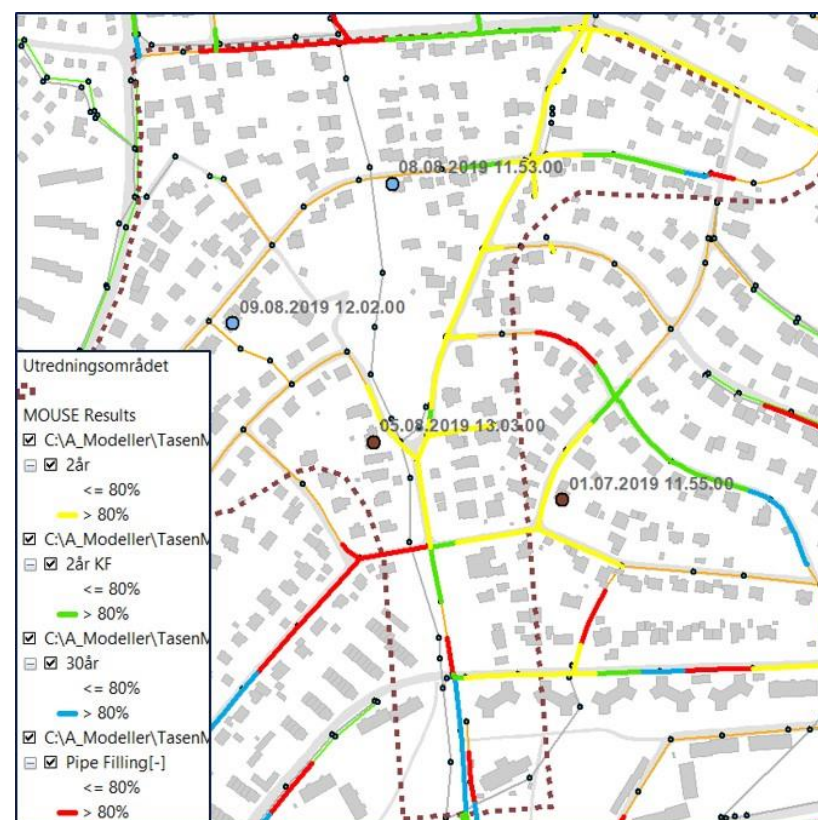 08.08.2019 11.53.00
09.08.2019 12.02.00
05.08.2019 13.03.00
01.07.2019 11.55.00
Utredningsområdet
MOUSE Results
C:\A_Modeller\TasenM
2år
<= 80%
> 80%
C:\A_Modeller\TasenM
2år KF
<= 80%
> 80%
C:\A_Modeller\TasenM
30år
<= 80%
> 80%
C:\A_Modeller\TasenM
Pipe Filling[-]
<= 80%
> 80%